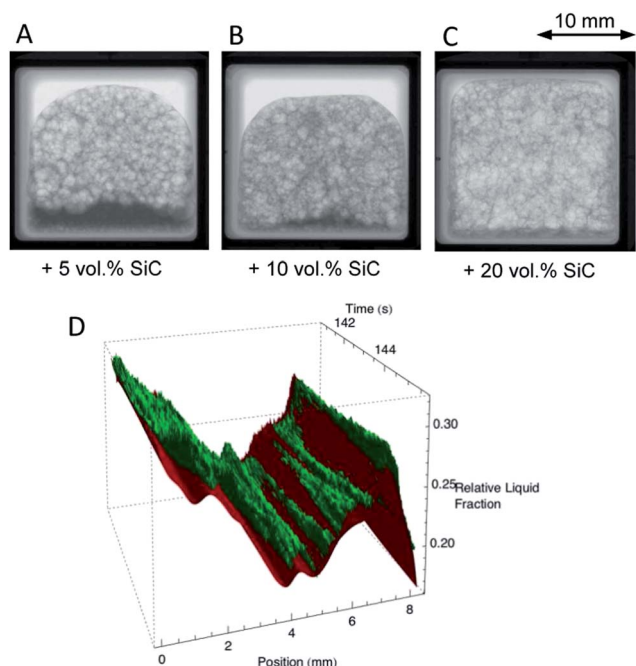 A
B
C
10 mm
+ 5 vol.% SiC
+ 10 vol.% SiC
+ 20 vol.% SiC
D
Time (s)
142
144
0.30
0.25
Relative Liquid
Fraction
0.20
0
2
4
6
8
Position (mm)